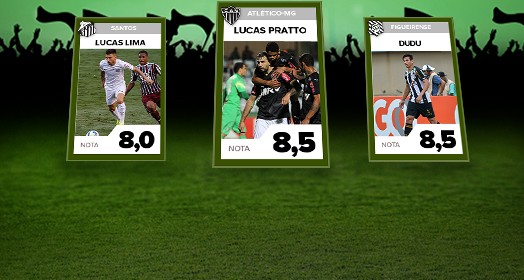 SANTOS
LUCAS LIMA
NOTA 8,0
ATLÉTICO-MG
LUCAS PRATTO
NOTA 8,5
FIGUEIRENSE
DUDU
NOTA 8,5